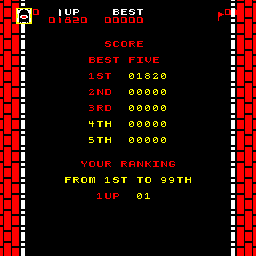 1UP BEST
01820 00000
SCORE
BEST FIVE
1ST 01820
2ND 00000
3RD 00000
4TH 00000
5TH 00000
YOUR RANKING
FROM 1ST TO 99TH
1UP 01